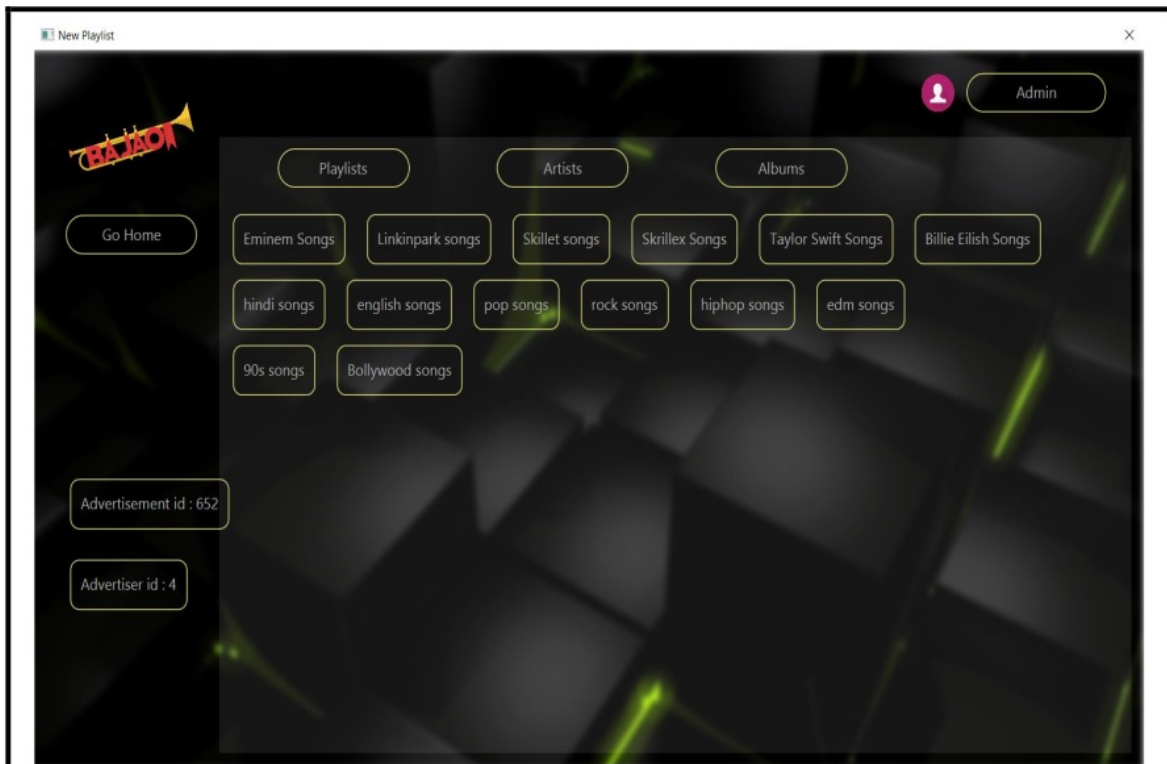 New Playlist
Admin
BAJAO
Playlists Artists Albums
Go Home
Eminem Songs Linkinpark songs Skillet songs Skrillex Songs Taylor Swift Songs Billie Eilish Songs
hindi songs english songs pop songs rock songs hiphop songs edm songs
90s songs Bollywood songs
Advertisement id : 652
Advertiser id : 4